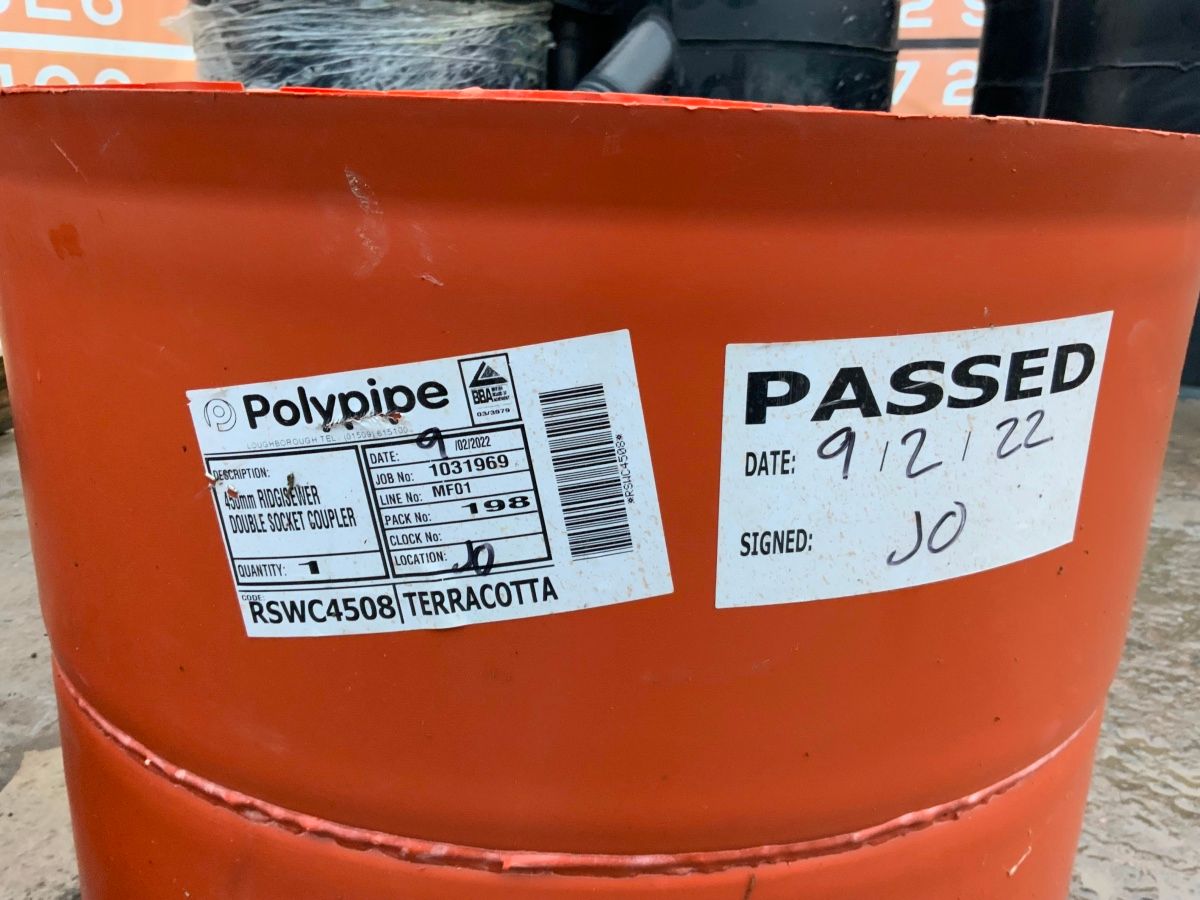 Polypipe
BBA
03/3979
LOUGHBOROUGH TEL. (01509) 615100
DESCRIPTION:
450mm RIDGISEWER
DOUBLE SOCKET COUPLER
QUANTITY: 1
DATE: 9 /02/2022
JOB No: 1031969
LINE No: MF01
PACK No: 198
CLOCK No:
LOCATION: JO
CODE:
RSWC4508 TERRACOTTA
*RSWC4508*
PASSED
DATE: 9/2/22
SIGNED: JO